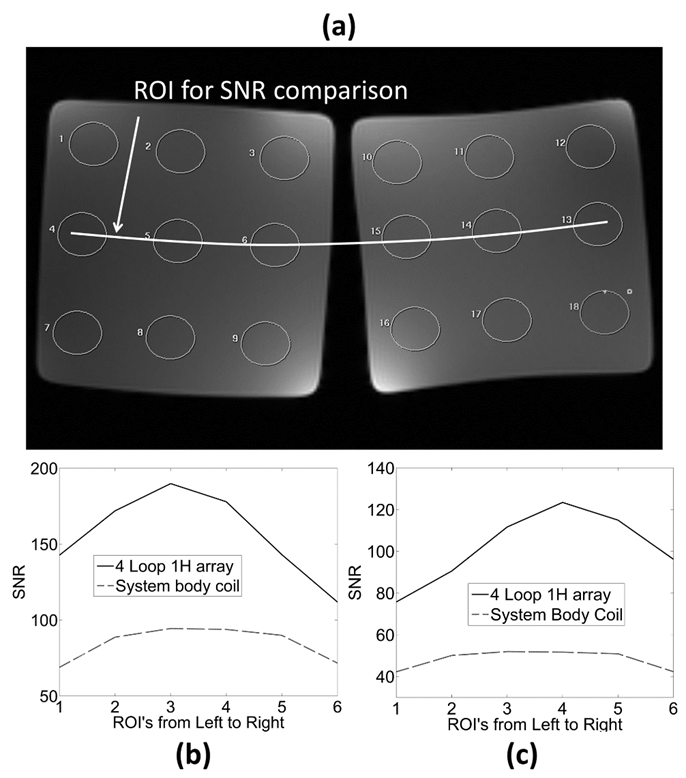 (a)
ROI for SNR comparison
1 2 3 10 11 12
4 5 6 15 14 13
7 8 9 16 17 18
200
150
100
50
SNR
4 Loop 1H array
System body coil
1 2 3 4 5 6
ROI's from Left to Right
(b)
140
120
100
80
60
40
SNR
4 Loop 1H array
System Body Coil
1 2 3 4 5 6
ROI's from Left to Right
(c)